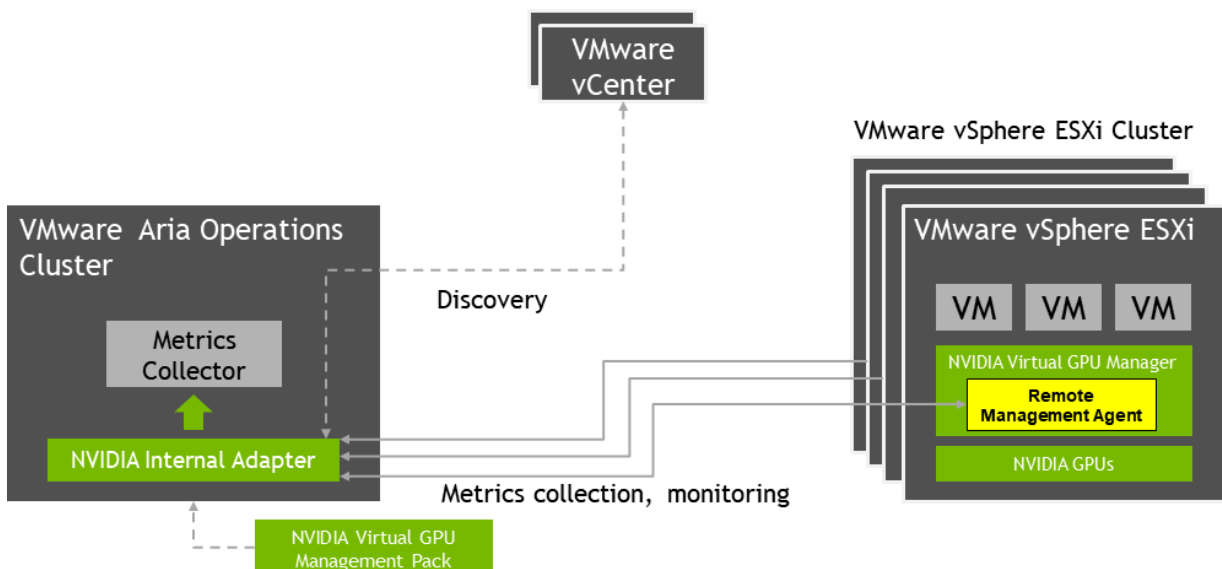 VMware
vCenter
VMware vSphere ESXi Cluster
VMware Aria Operations
Cluster
VMware vSphere ESXi
Discovery
VM
VM
VM
Metrics
Collector
NVIDIA Virtual GPU Manager
Remote
Management Agent
NVIDIA Internal Adapter
NVIDIA GPUs
Metrics collection, monitoring
NVIDIA Virtual GPU
Management Pack